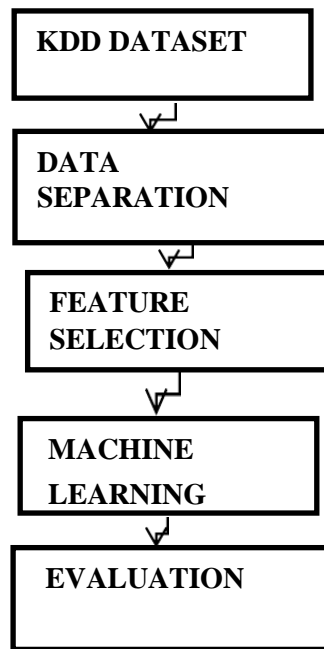 KDD DATASET
DATA
SEPARATION
FEATURE
SELECTION
MACHINE
LEARNING
EVALUATION